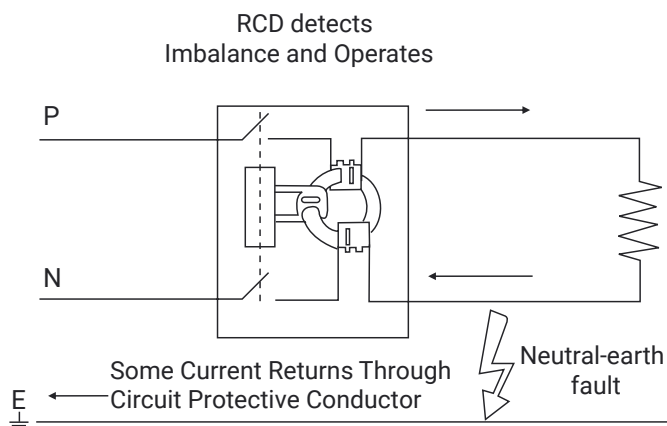 RCD detects
Imbalance and Operates
P
N
Neutral-earth
fault
Some Current Returns Through
Circuit Protective Conductor
E